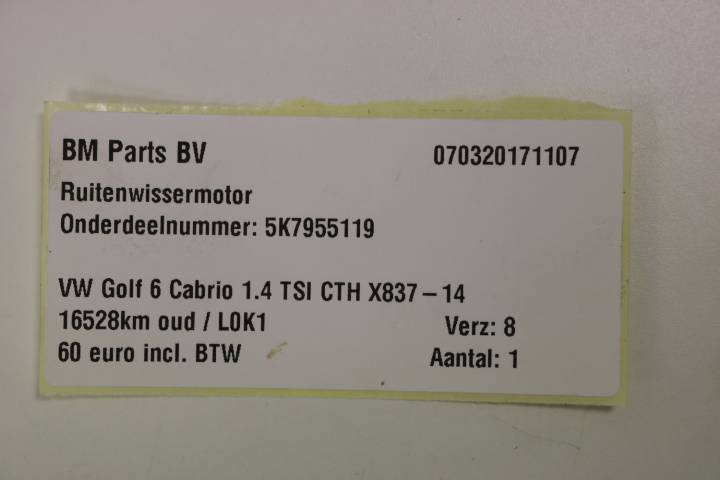 BM Parts BV 070320171107
Ruitenwissermotor
Onderdeelnummer: 5K7955119
VW Golf 6 Cabrio 1.4 TSI CTH X837 – 14
16528km oud / L0K1 Verz: 8
60 euro incl. BTW Aantal: 1